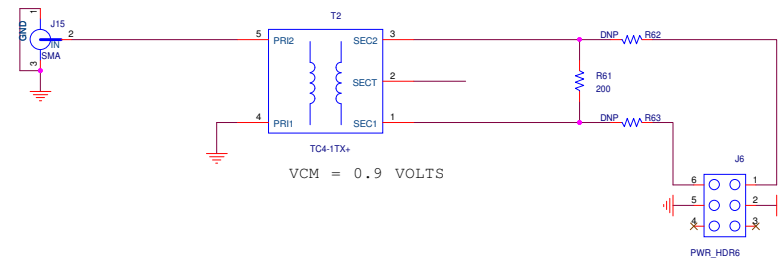 T2
1
GND
J15
2
IN
SMA
3
5 PRI2 SEC2 3
DNP R62
SECT 2
R61
200
4 PRI1 SEC1 1
DNP R63
TC4-1TX+
VCM = 0.9 VOLTS
J6
6 1
5 2
4 3
PWR_HDR6